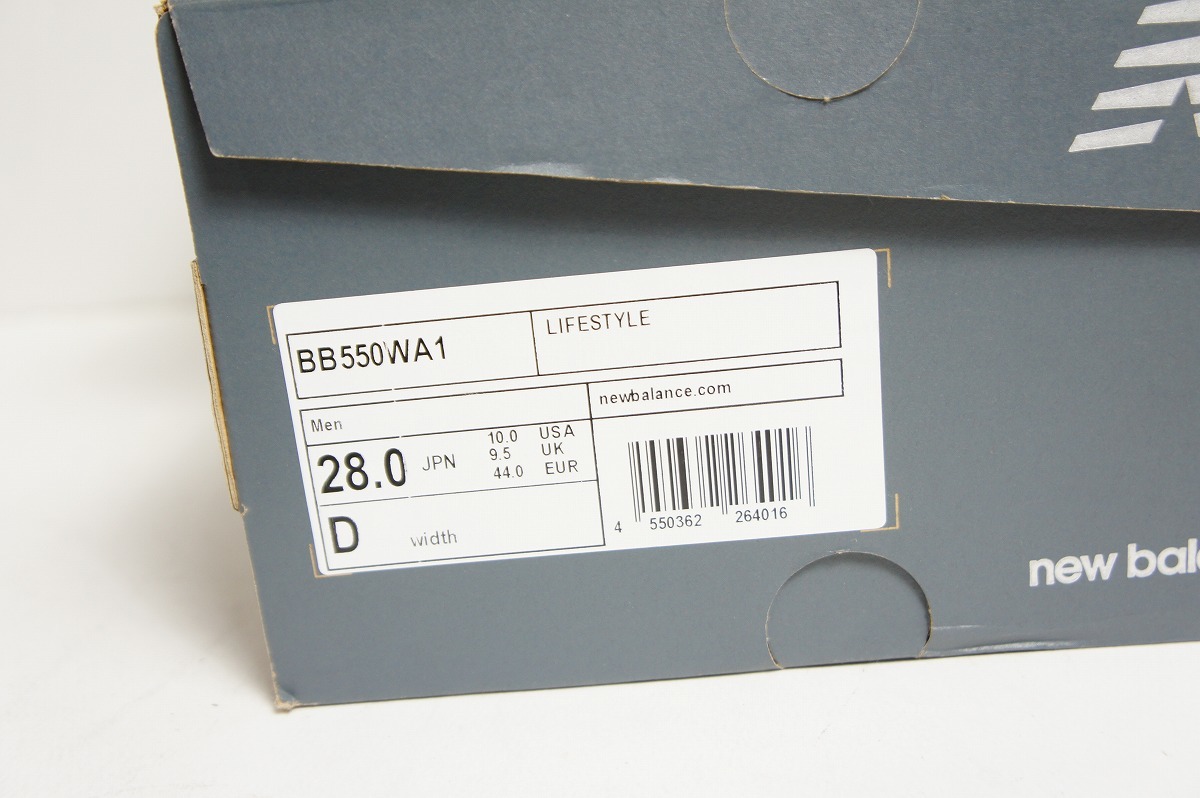 BB550WA1
LIFESTYLE
Men
newbalance.com
28.0 JPN
10.0 USA
9.5 UK
44.0 EUR
D width
4 550362 264016
new